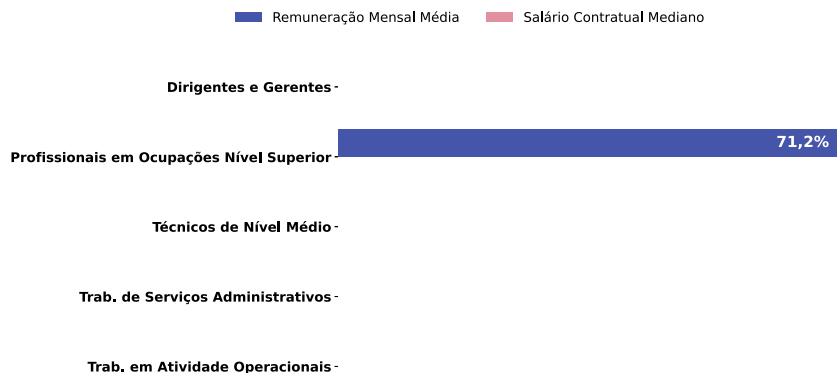 Remuneração Mensal Média Salário Contratual Mediano
Dirigentes e Gerentes
71,2%
Profissionais em Ocupações Nível Superior
Técnicos de Nível Médio
Trab. de Serviços Administrativos
Trab. em Atividade Operacionais